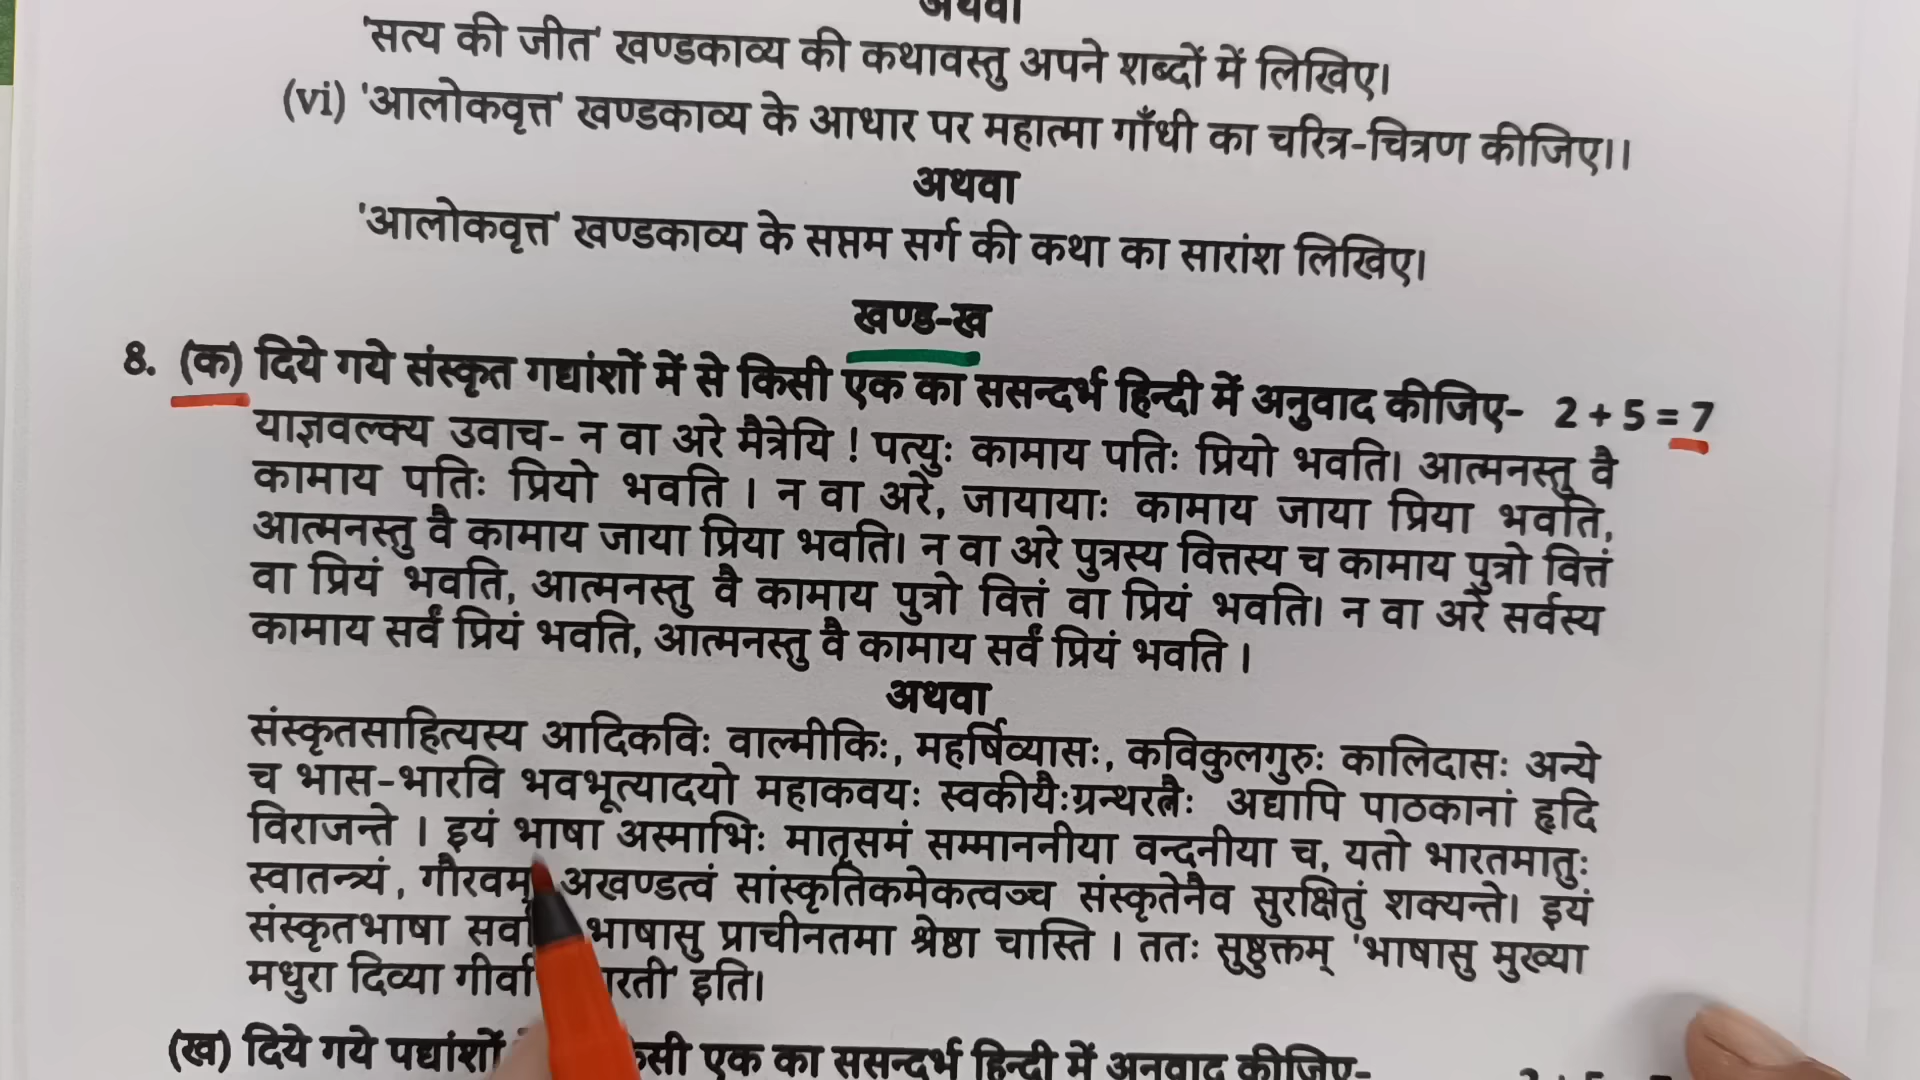 अथवा
'सत्य की जीत' खण्डकाव्य की कथावस्तु अपने शब्दों में लिखिए।
(vi) 'आलोकवृत्त' खण्डकाव्य के आधार पर महात्मा गाँधी का चरित्र-चित्रण कीजिए।।
अथवा
'आलोकवृत्त' खण्डकाव्य के सप्तम सर्ग की कथा का सारांश लिखिए।
खण्ड-ख
8. (क) दिये गये संस्कृत गद्यांशों में से किसी एक का ससन्दर्भ हिन्दी में अनुवाद कीजिए- 2 + 5 = 7
याज्ञवल्क्य उवाच- न वा अरे मैत्रेयि ! पत्युः कामाय पतिः प्रियो भवति। आत्मनस्तु वै
कामाय पतिः प्रियो भवति । न वा अरे, जायायाः कामाय जाया प्रिया भवति,
आत्मनस्तु वै कामाय जाया प्रिया भवति। न वा अरे पुत्रस्य वित्तस्य च कामाय पुत्रो वित्तं
वा प्रियं भवति, आत्मनस्तु वै कामाय पुत्रो वित्तं वा प्रियं भवति। न वा अरे सर्वस्य
कामाय सर्वं प्रियं भवति, आत्मनस्तु वै कामाय सर्वं प्रियं भवति ।
अथवा
संस्कृतसाहित्यस्य आदिकविः वाल्मीकिः, महर्षिव्यासः, कविकुलगुरुः कालिदासः अन्ये
च भास-भारवि भवभूत्यादयो महाकवयः स्वकीयैःग्रन्थरत्नैः अद्यापि पाठकानां हृदि
विराजन्ते । इयं भाषा अस्माभिः मातृसमं सम्माननीया वन्दनीया च, यतो भारतमातुः
स्वातन्त्र्यं, गौरवम् अखण्डत्वं सांस्कृतिकमेकत्वञ्च संस्कृतेनैव सुरक्षितुं शक्यन्ते। इयं
संस्कृतभाषा भाषासु प्राचीनतमा श्रेष्ठा चास्ति । ततः सुष्ठुक्तम् 'भाषासु मुख्या
मधुरा दिव्या इति।
(ख) दिये गये पद्यांशों एक का ससन्दर्भ हिन्दी में अनुवाद कीजिए-